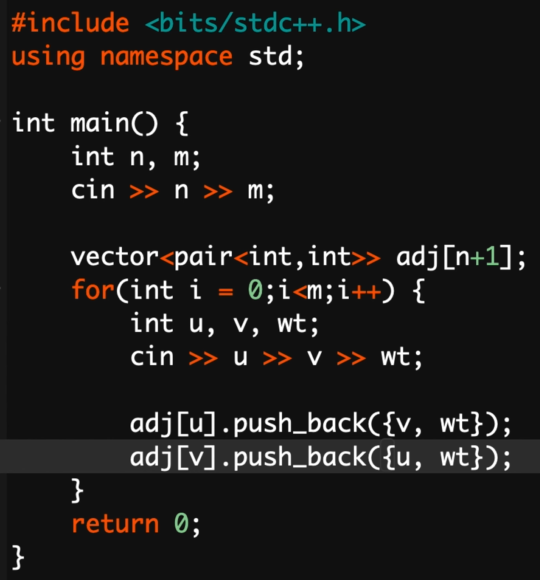 #include <bits/stdc++.h>
using namespace std;

int main() {
    int n, m;
    cin >> n >> m;

    vector<pair<int,int>> adj[n+1];
    for(int i = 0;i<m;i++) {
        int u, v, wt;
        cin >> u >> v >> wt;

        adj[u].push_back({v, wt});
        adj[v].push_back({u, wt});
    }
    return 0;
}